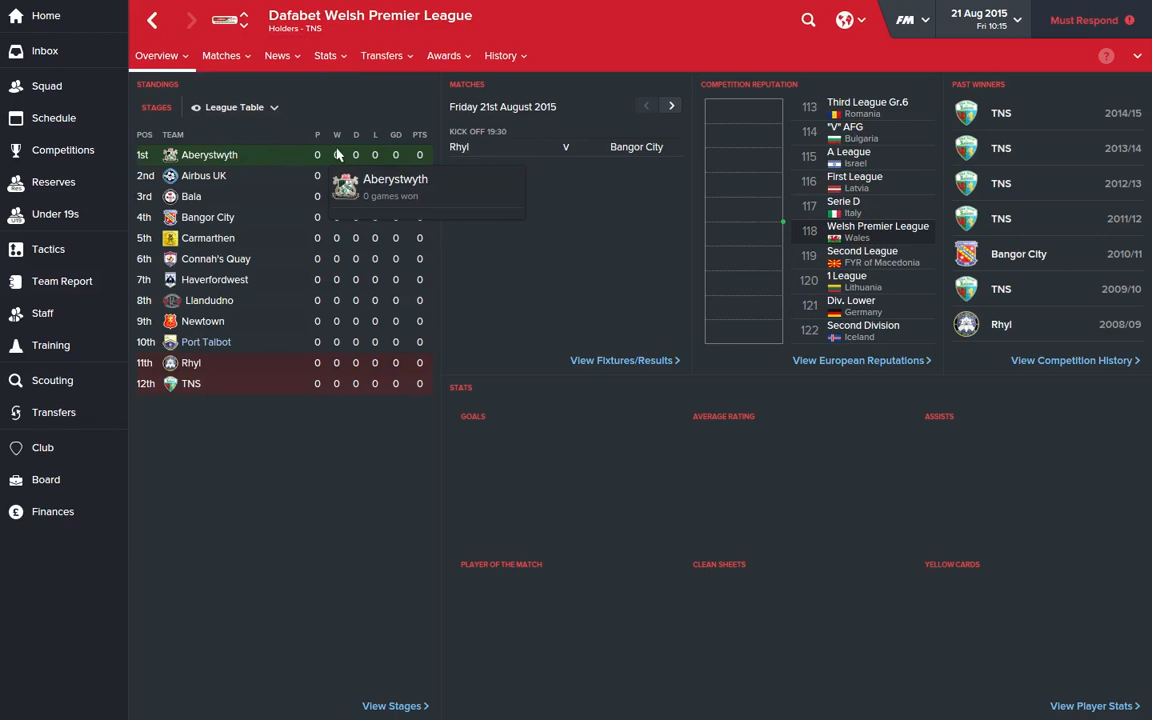 Home
Inbox
Squad
Schedule
Competitions
Reserves
Under 19s
Tactics
Team Report
Staff
Training
Scouting
Transfers
Club
Board
Finances
Dafabet Welsh Premier League
Holders - TNS
FM
21 Aug 2015
Fri 10:15
Must Respond
Overview Matches News Stats Transfers Awards History
STANDINGS
STAGES League Table
POS TEAM P W D L GD PTS
1st Aberystwyth 0 0 0 0 0 0
2nd Airbus UK 0
3rd Bala 0
4th Bangor City 0 0 0 0 0 0
5th Carmarthen 0 0 0 0 0 0
6th Connah's Quay 0 0 0 0 0 0
7th Haverfordwest 0 0 0 0 0 0
8th Llandudno 0 0 0 0 0 0
9th Newtown 0 0 0 0 0 0
10th Port Talbot 0 0 0 0 0 0
11th Rhyl 0 0 0 0 0 0
12th TNS 0 0 0 0 0 0
Aberystwyth
0 games won
View Stages >
MATCHES
Friday 21st August 2015
KICK OFF 19:30
Rhyl v Bangor City
View Fixtures/Results >
COMPETITION REPUTATION
113 Third League Gr.6
Romania
114 "V" AFG
Bulgaria
115 A League
Israel
116 First League
Latvia
117 Serie D
Italy
118 Welsh Premier League
Wales
119 Second League
FYR of Macedonia
120 1 League
Lithuania
121 Div. Lower
Germany
122 Second Division
Iceland
View European Reputations >
PAST WINNERS
TNS 2014/15
TNS 2013/14
TNS 2012/13
TNS 2011/12
Bangor City 2010/11
TNS 2009/10
Rhyl 2008/09
View Competition History >
STATS
GOALS AVERAGE RATING ASSISTS
PLAYER OF THE MATCH CLEAN SHEETS YELLOW CARDS
View Player Stats >